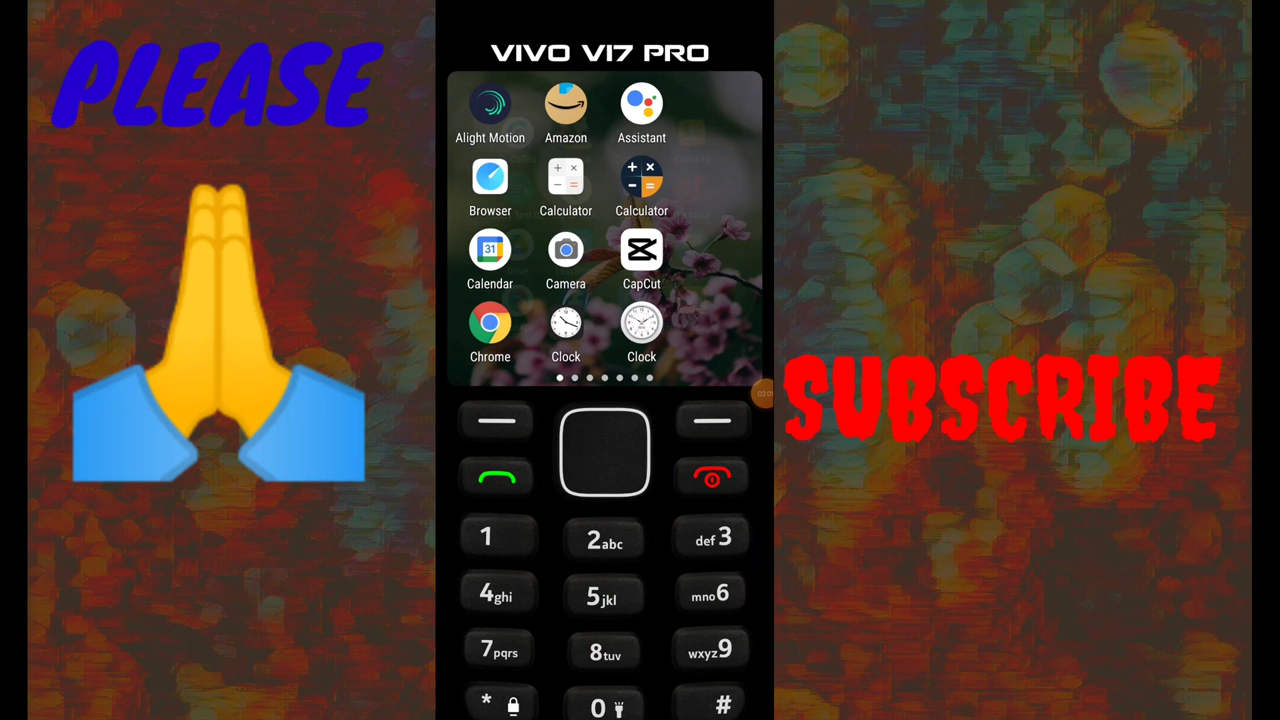 PLEASE
VIVO V17 PRO
Alight Motion Amazon Assistant
Browser Calculator Calculator
31
Calendar Camera CapCut
Chrome Clock Clock
SUBSCRIBE
1 2abc def3
4ghi 5jkl mno6
7pqrs 8tuv wxyz9
* 0 #